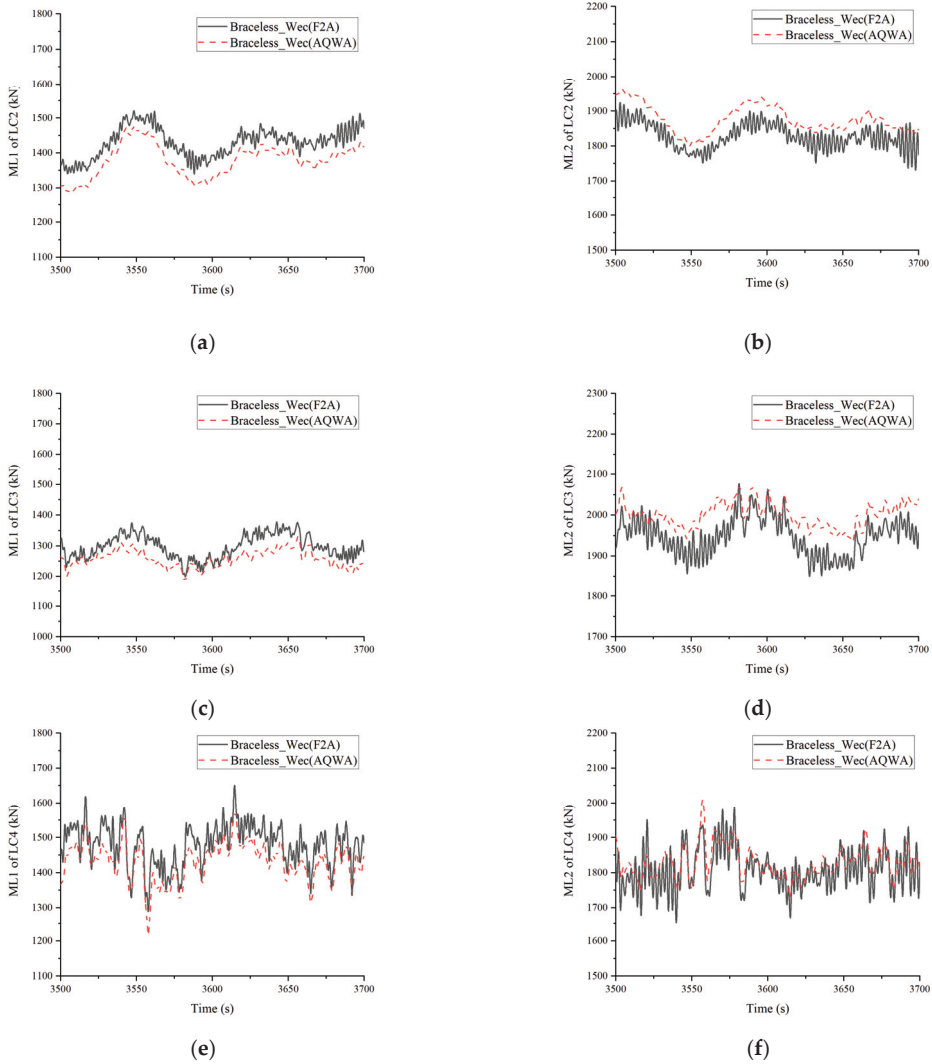 1800
1700
1600
1500
1400
1300
1200
1100
ML1 of LC2 (kN)
Braceless_Wec(F2A)
Braceless_Wec(AQWA)
3500
3550
3600
3650
3700
Time (s)
(a)
2200
2100
2000
1900
1800
1700
1600
1500
ML2 of LC2 (kN)
Braceless_Wec(F2A)
Braceless_Wec(AQWA)
3500
3550
3600
3650
3700
Time (s)
(b)
1800
1700
1600
1500
1400
1300
1200
1100
1000
ML1 of LC3 (kN)
Braceless_Wec(F2A)
Braceless_Wec(AQWA)
3500
3550
3600
3650
3700
Time (s)
(c)
2300
2200
2100
2000
1900
1800
1700
ML2 of LC3 (kN)
Braceless_Wec(F2A)
Braceless_Wec(AQWA)
3500
3550
3600
3650
3700
Time (s)
(d)
1800
1700
1600
1500
1400
1300
1200
1100
ML1 of LC4 (kN)
Braceless_Wec(F2A)
Braceless_Wec(AQWA)
3500
3550
3600
3650
3700
Time (s)
(e)
2200
2100
2000
1900
1800
1700
1600
1500
ML2 of LC4 (kN)
Braceless_Wec(F2A)
Braceless_Wec(AQWA)
3500
3550
3600
3650
3700
Time (s)
(f)